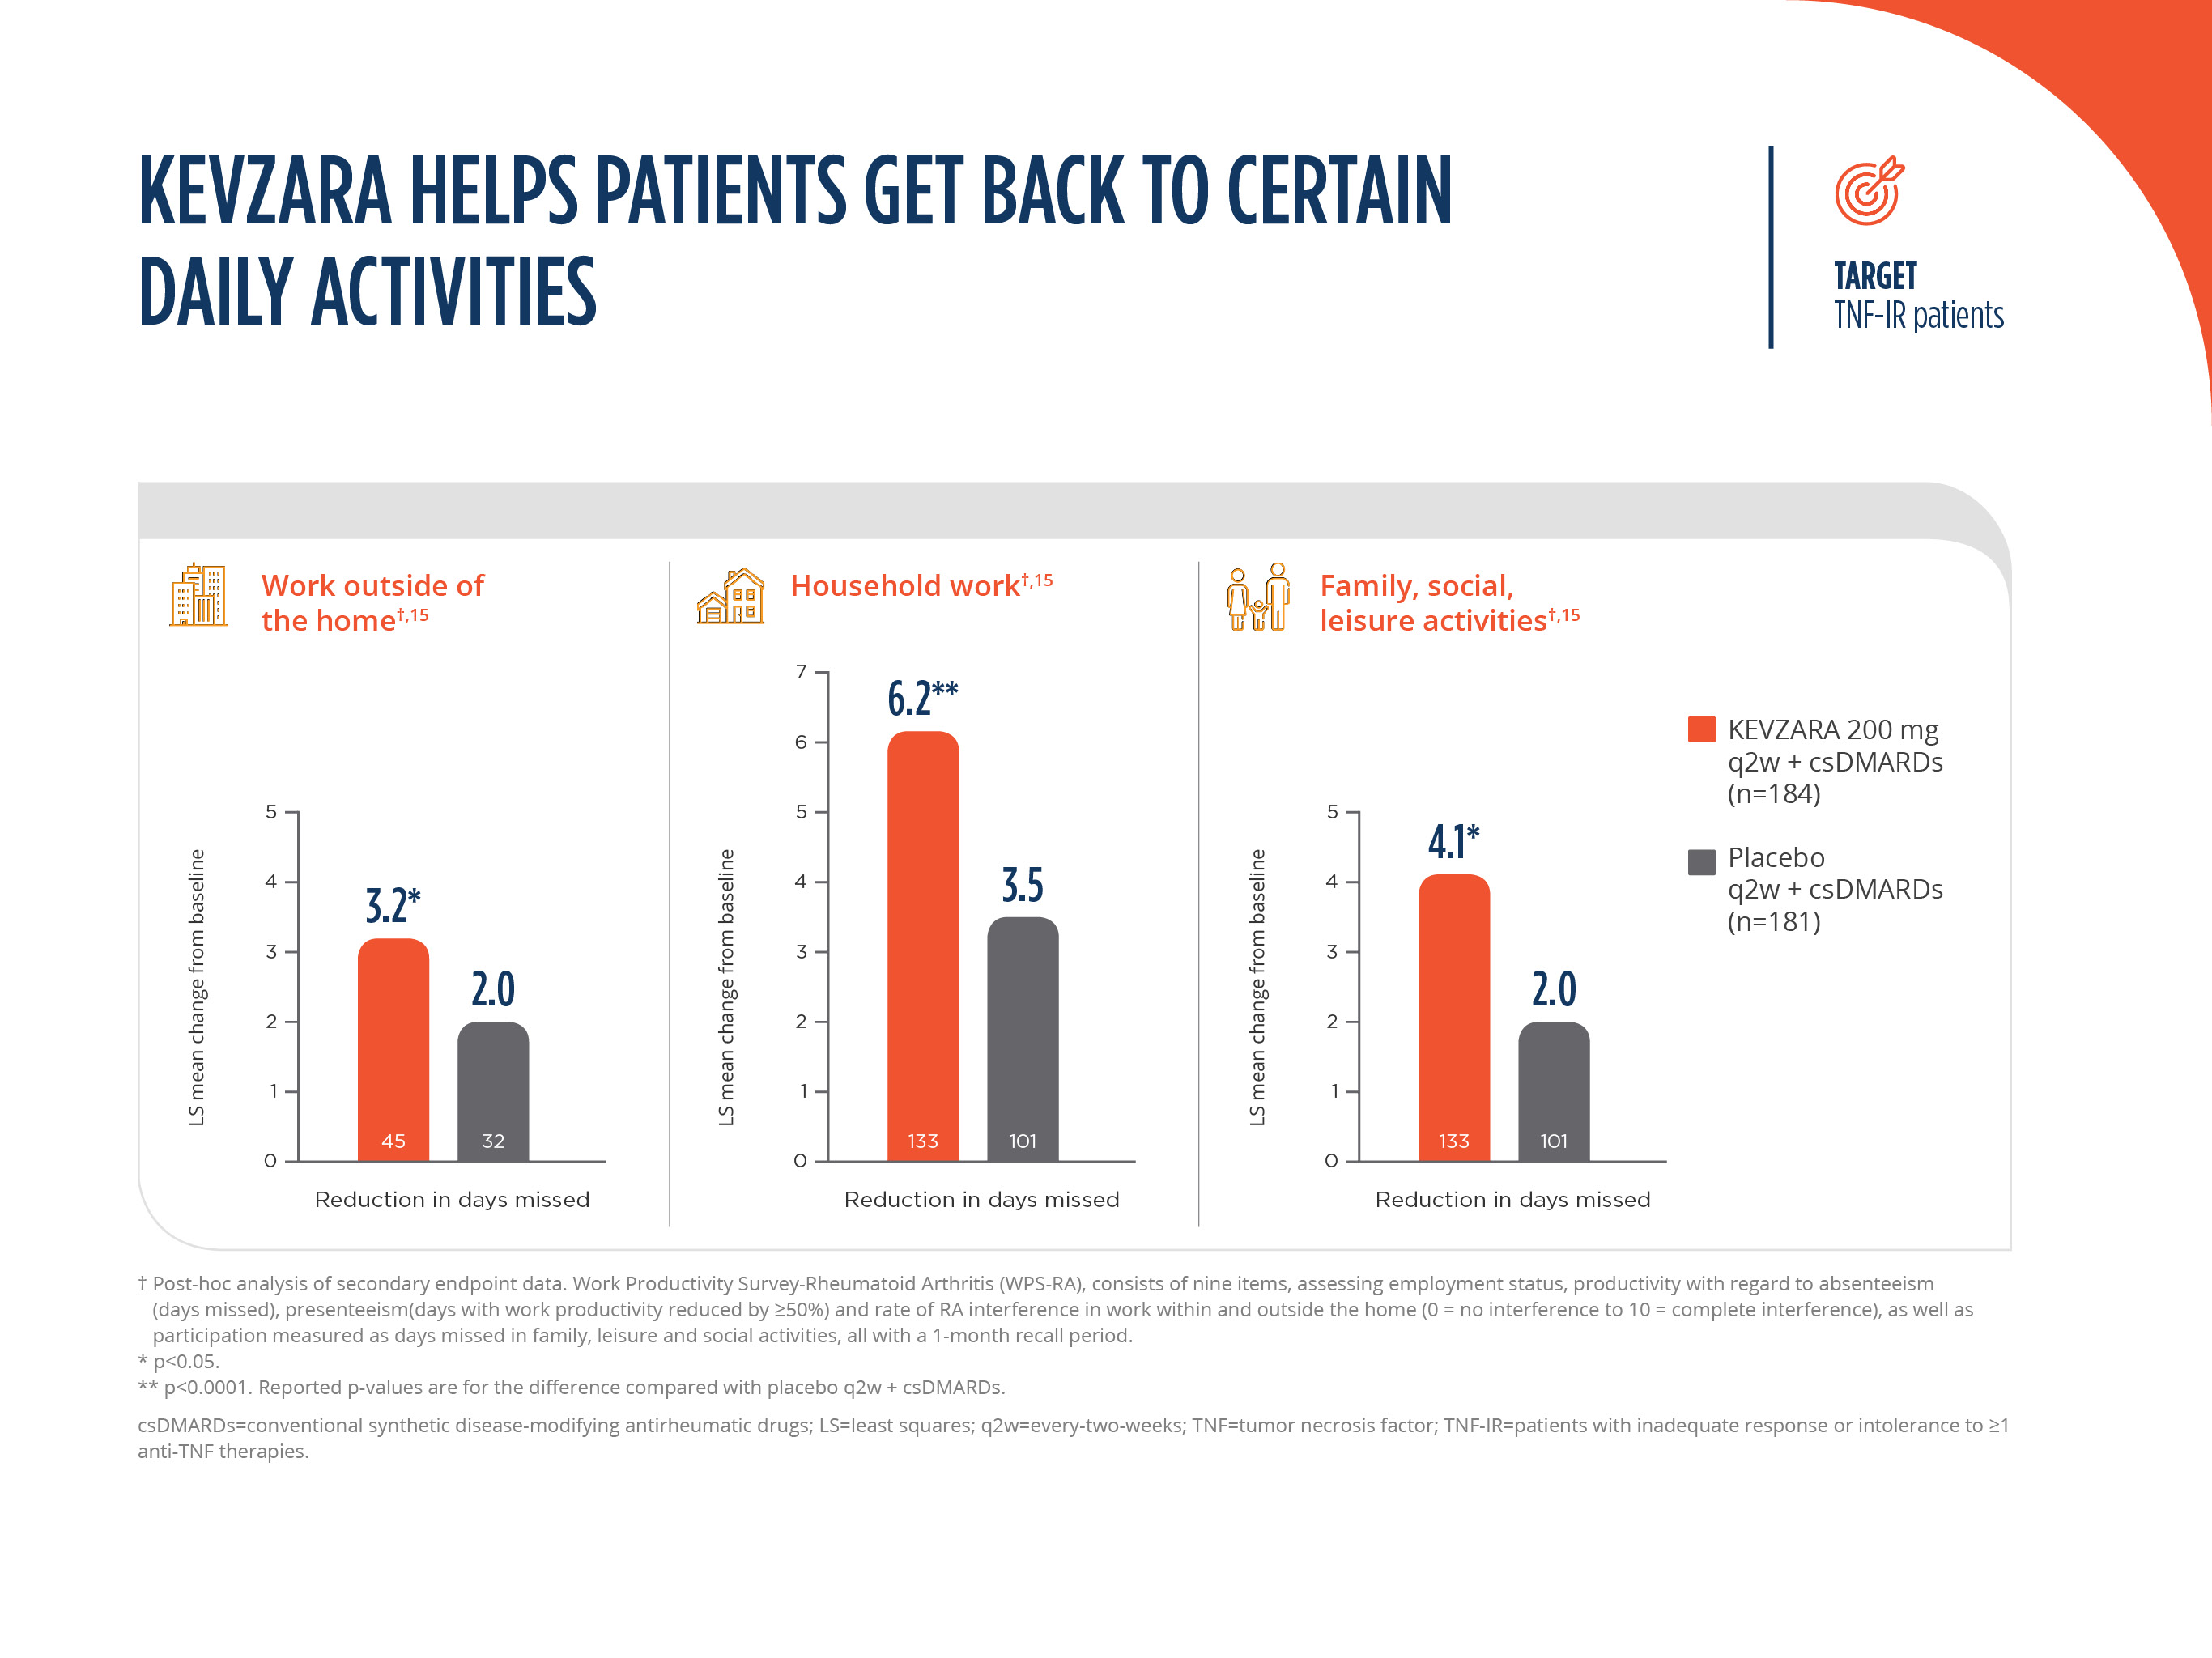 KEVZARA HELPS PATIENTS GET BACK TO CERTAIN
DAILY ACTIVITIES
TARGET
TNF-IR patients
Work outside of
the home†,15
LS mean change from baseline
5
4
3
2
1
0
3.2*
2.0
45
32
Reduction in days missed
Household work†,15
LS mean change from baseline
7
6
5
4
3
2
1
0
6.2**
3.5
133
101
Reduction in days missed
Family, social,
leisure activities†,15
LS mean change from baseline
5
4
3
2
1
0
4.1*
2.0
133
101
Reduction in days missed
KEVZARA 200 mg
q2w + csDMARDs
(n=184)
Placebo
q2w + csDMARDs
(n=181)
† Post-hoc analysis of secondary endpoint data. Work Productivity Survey-Rheumatoid Arthritis (WPS-RA), consists of nine items, assessing employment status, productivity with regard to absenteeism
(days missed), presenteeism(days with work productivity reduced by ≥50%) and rate of RA interference in work within and outside the home (0 = no interference to 10 = complete interference), as well as
participation measured as days missed in family, leisure and social activities, all with a 1-month recall period.
* p<0.05.
** p<0.0001. Reported p-values are for the difference compared with placebo q2w + csDMARDs.
csDMARDs=conventional synthetic disease-modifying antirheumatic drugs; LS=least squares; q2w=every-two-weeks; TNF=tumor necrosis factor; TNF-IR=patients with inadequate response or intolerance to ≥1
anti-TNF therapies.